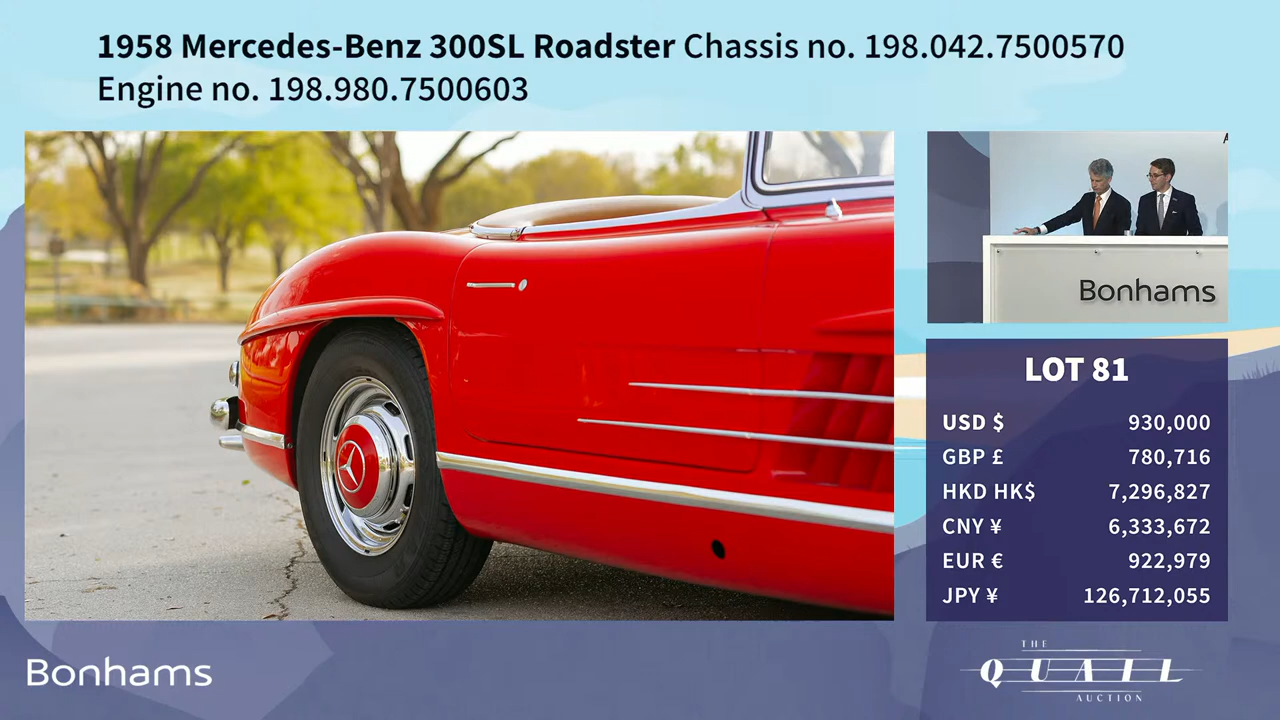 1958 Mercedes-Benz 300SL Roadster Chassis no. 198.042.7500570
Engine no. 198.980.7500603
A
Bonhams
LOT 81
USD $ 930,000
GBP £ 780,716
HKD HK$ 7,296,827
CNY ¥ 6,333,672
EUR € 922,979
JPY ¥ 126,712,055
Bonhams
THE
QUAIL
AUCTION